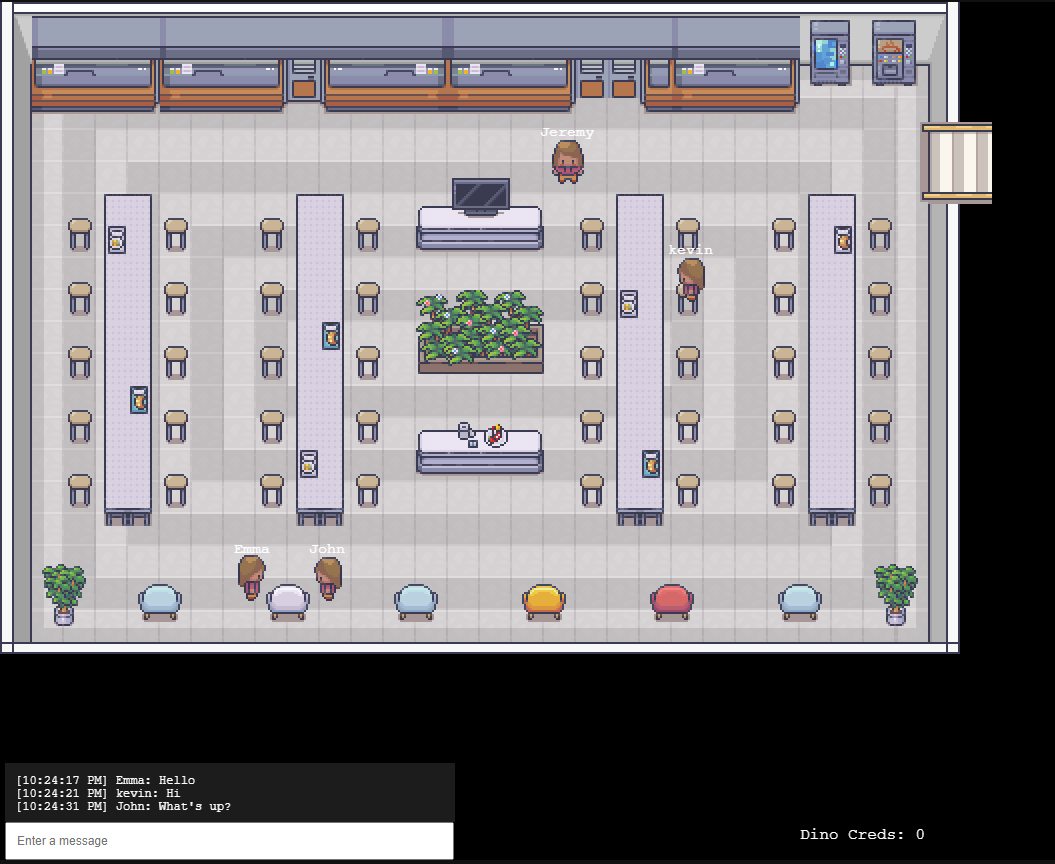 Jeremy
kevin
Emma
John
[10:24:17 PM] Emma: Hello
[10:24:21 PM] kevin: Hi
[10:24:31 PM] John: What's up?
Enter a message
Dino Creds: 0